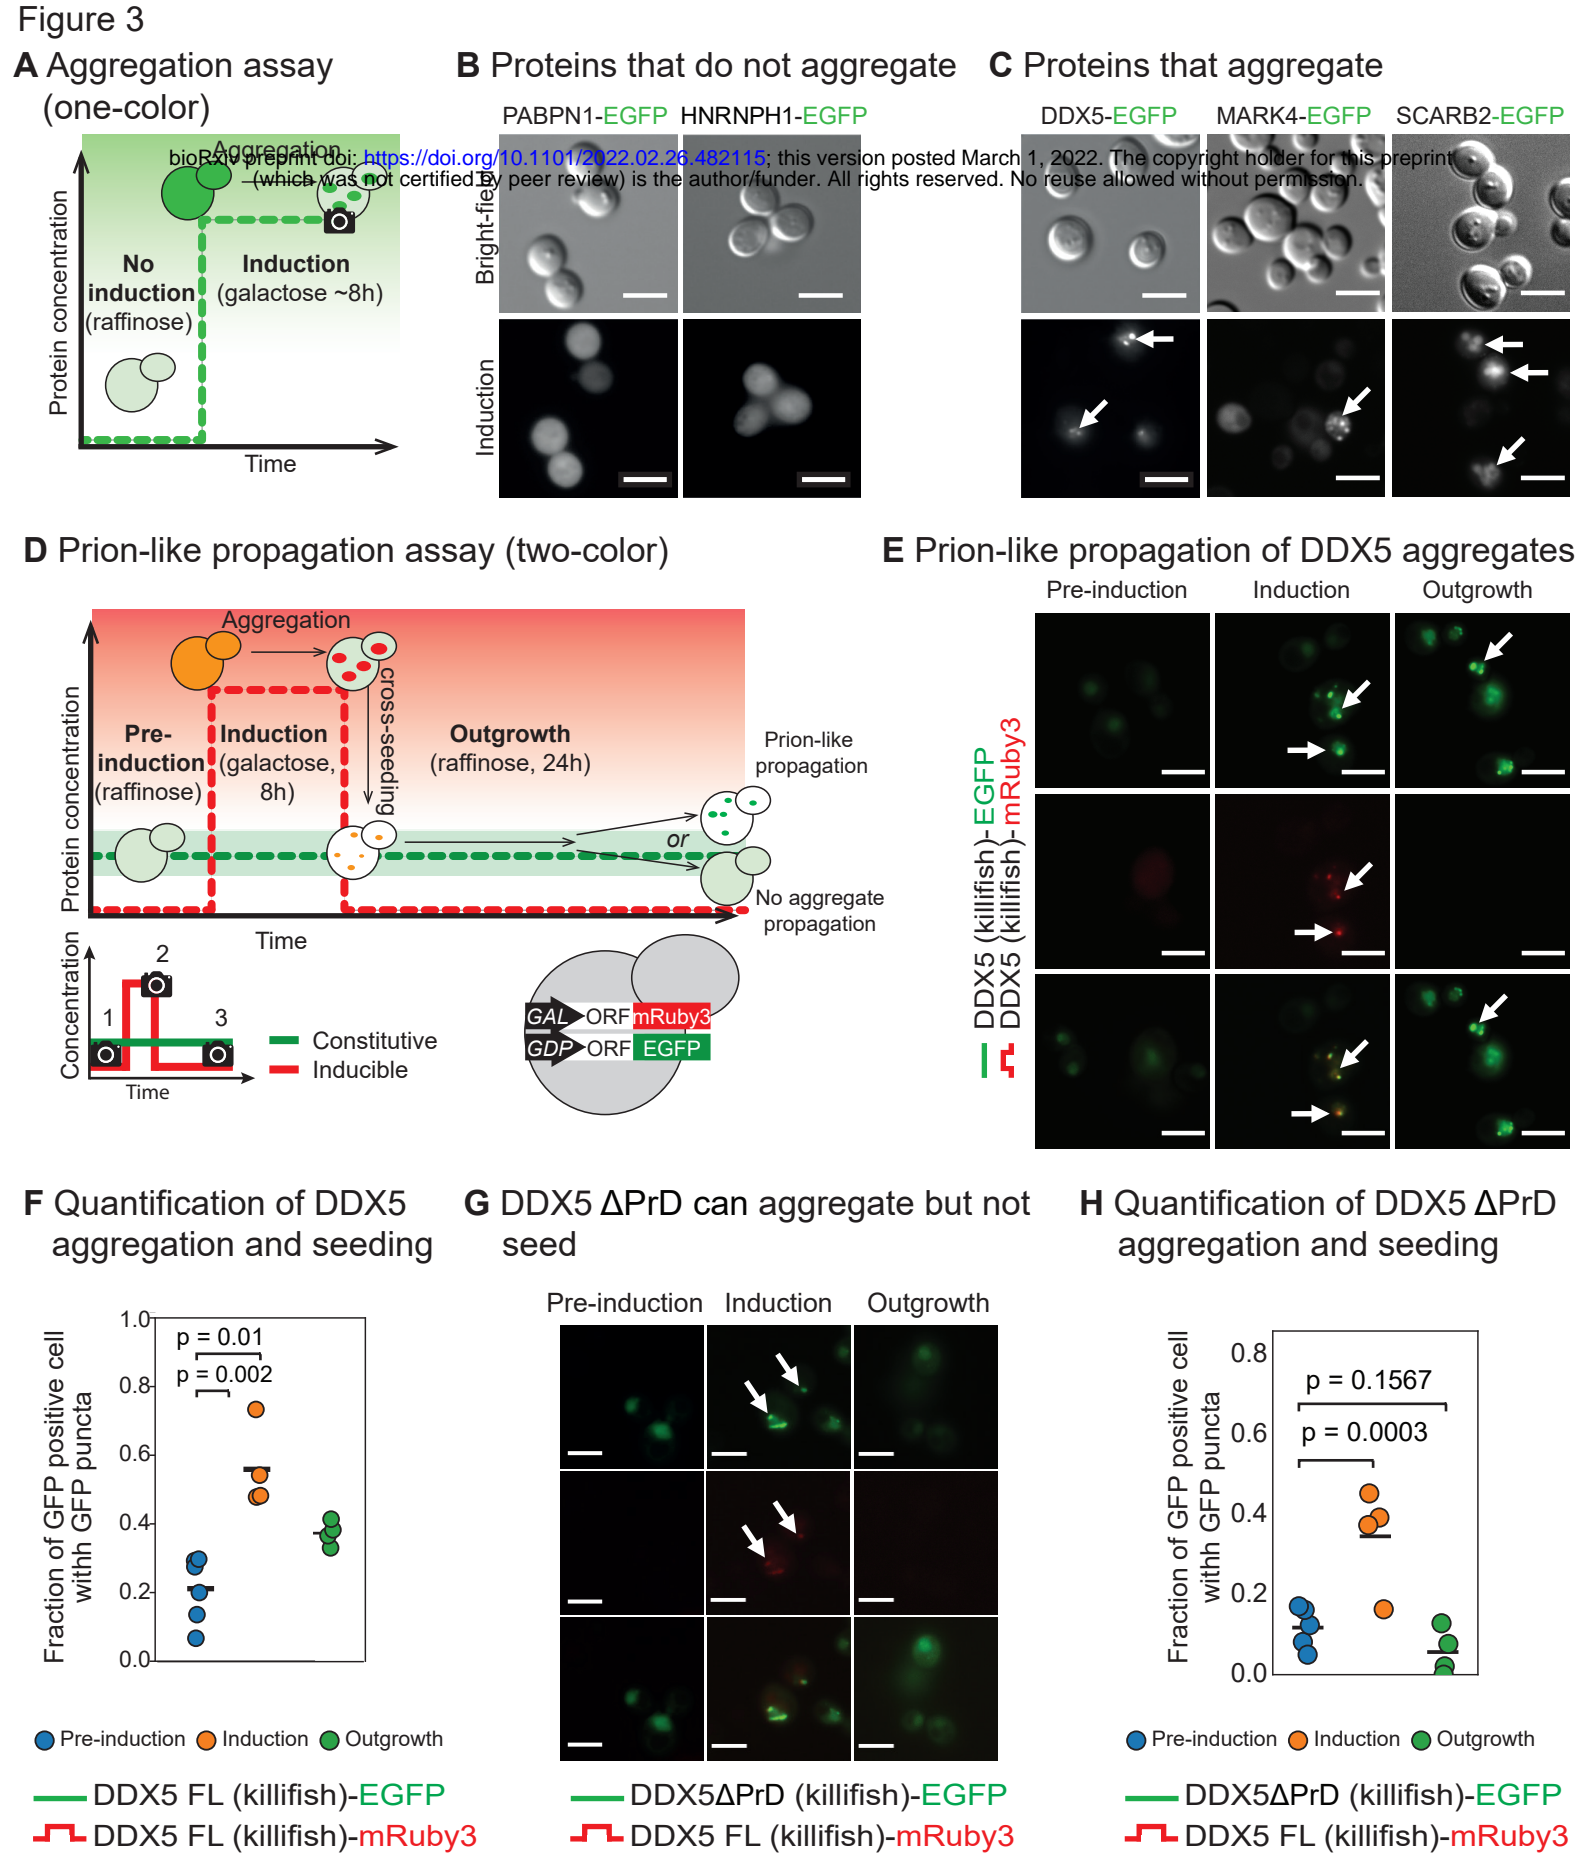 Figure 3
A Aggregation assay
(one-color)
Protein concentration
Aggregation
No
induction
(raffinose)
Induction
(galactose ~8h)
Time
bioRxiv preprint doi: https://doi.org/10.1101/2022.02.26.482115; this version posted March 1, 2022. The copyright holder for this preprint
(which was not certified by peer review) is the author/funder. All rights reserved. No reuse allowed without permission.
B Proteins that do not aggregate
PABPN1-EGFP HNRNPH1-EGFP
Bright-field
Induction
C Proteins that aggregate
DDX5-EGFP MARK4-EGFP SCARB2-EGFP
D Prion-like propagation assay (two-color)
Protein concentration
Aggregation
cross-seeding
Pre-
induction
(raffinose)
Induction
(galactose,
8h)
Outgrowth
(raffinose, 24h)
Prion-like
propagation
or
No aggregate
propagation
Time
Concentration
1
2
3
Time
Constitutive
Inducible
GAL ORF mRuby3
GDP ORF EGFP
E Prion-like propagation of DDX5 aggregates
Pre-induction Induction Outgrowth
DDX5 (killifish)-EGFP
DDX5 (killifish)-mRuby3
F Quantification of DDX5
aggregation and seeding
Fraction of GFP positive cell
withh GFP puncta
1.0
0.8
0.6
0.4
0.2
0.0
p = 0.01
p = 0.002
Pre-induction Induction Outgrowth
DDX5 FL (killifish)-EGFP
DDX5 FL (killifish)-mRuby3
G DDX5 ΔPrD can aggregate but not
seed
Pre-induction Induction Outgrowth
DDX5ΔPrD (killifish)-EGFP
DDX5 FL (killifish)-mRuby3
H Quantification of DDX5 ΔPrD
aggregation and seeding
Fraction of GFP positive cell
withh GFP puncta
0.8
0.6
0.4
0.2
0.0
p = 0.1567
p = 0.0003
Pre-induction Induction Outgrowth
DDX5ΔPrD (killifish)-EGFP
DDX5 FL (killifish)-mRuby3